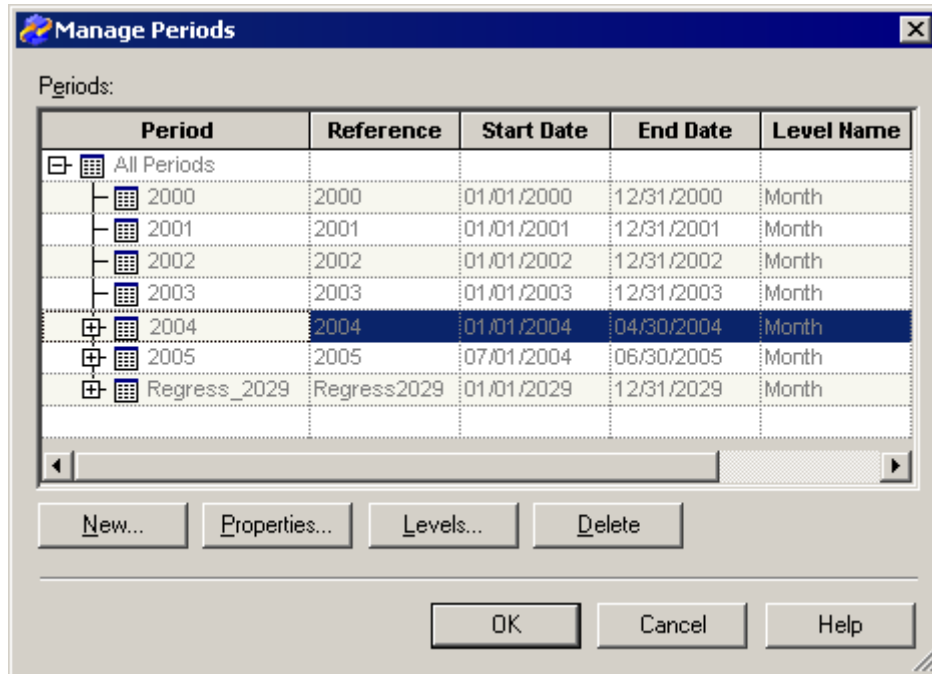 Manage Periods
Periods:
Period Reference Start Date End Date Level Name
All Periods
2000 2000 01/01/2000 12/31/2000 Month
2001 2001 01/01/2001 12/31/2001 Month
2002 2002 01/01/2002 12/31/2002 Month
2003 2003 01/01/2003 12/31/2003 Month
2004 2004 01/01/2004 04/30/2004 Month
2005 2005 07/01/2004 06/30/2005 Month
Regress_2029 Regress2029 01/01/2029 12/31/2029 Month
New... Properties... Levels... Delete
OK Cancel Help